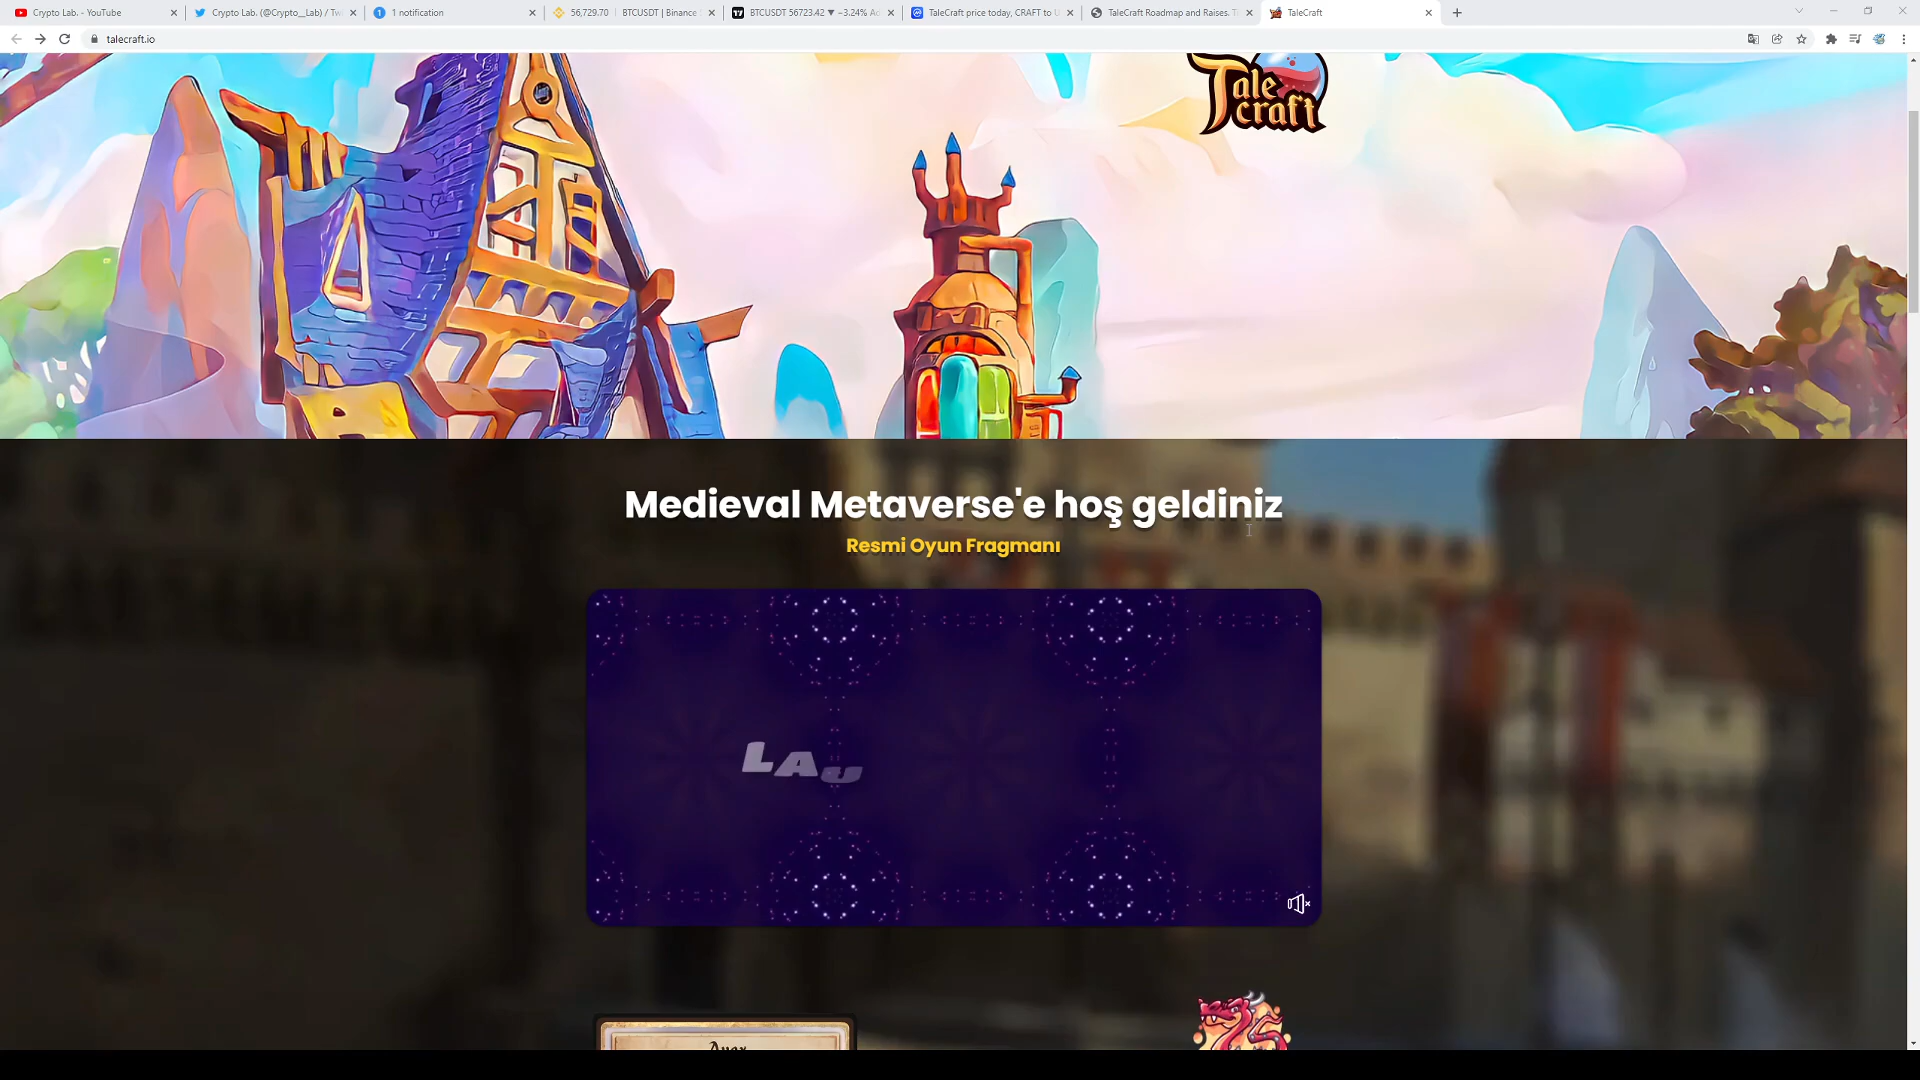 Crypto Lab. - YouTube
Crypto Lab. (@Crypto__Lab) / Tw
1 notification
56,729.70 | BTCUSDT | Binance
BTCUSDT 56723.42 ▼ −3.24%
TaleCraft price today, CRAFT to
TaleCraft Roadmap and Raises.
TaleCraft
talecraft.io
Tale
craft
Medieval Metaverse'e hoş geldiniz
Resmi Oyun Fragmanı
LAU